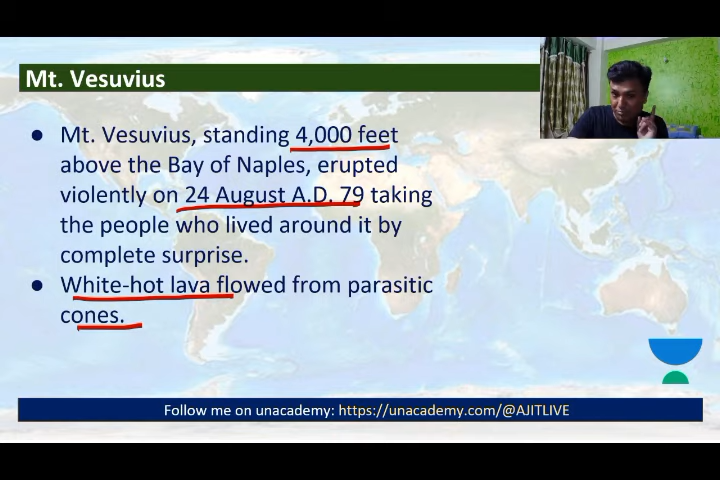 Mt. Vesuvius
● Mt. Vesuvius, standing 4,000 feet
above the Bay of Naples, erupted
violently on 24 August A.D. 79 taking
the people who lived around it by
complete surprise.
● White-hot lava flowed from parasitic
cones.
Follow me on unacademy: https://unacademy.com/@AJITLIVE